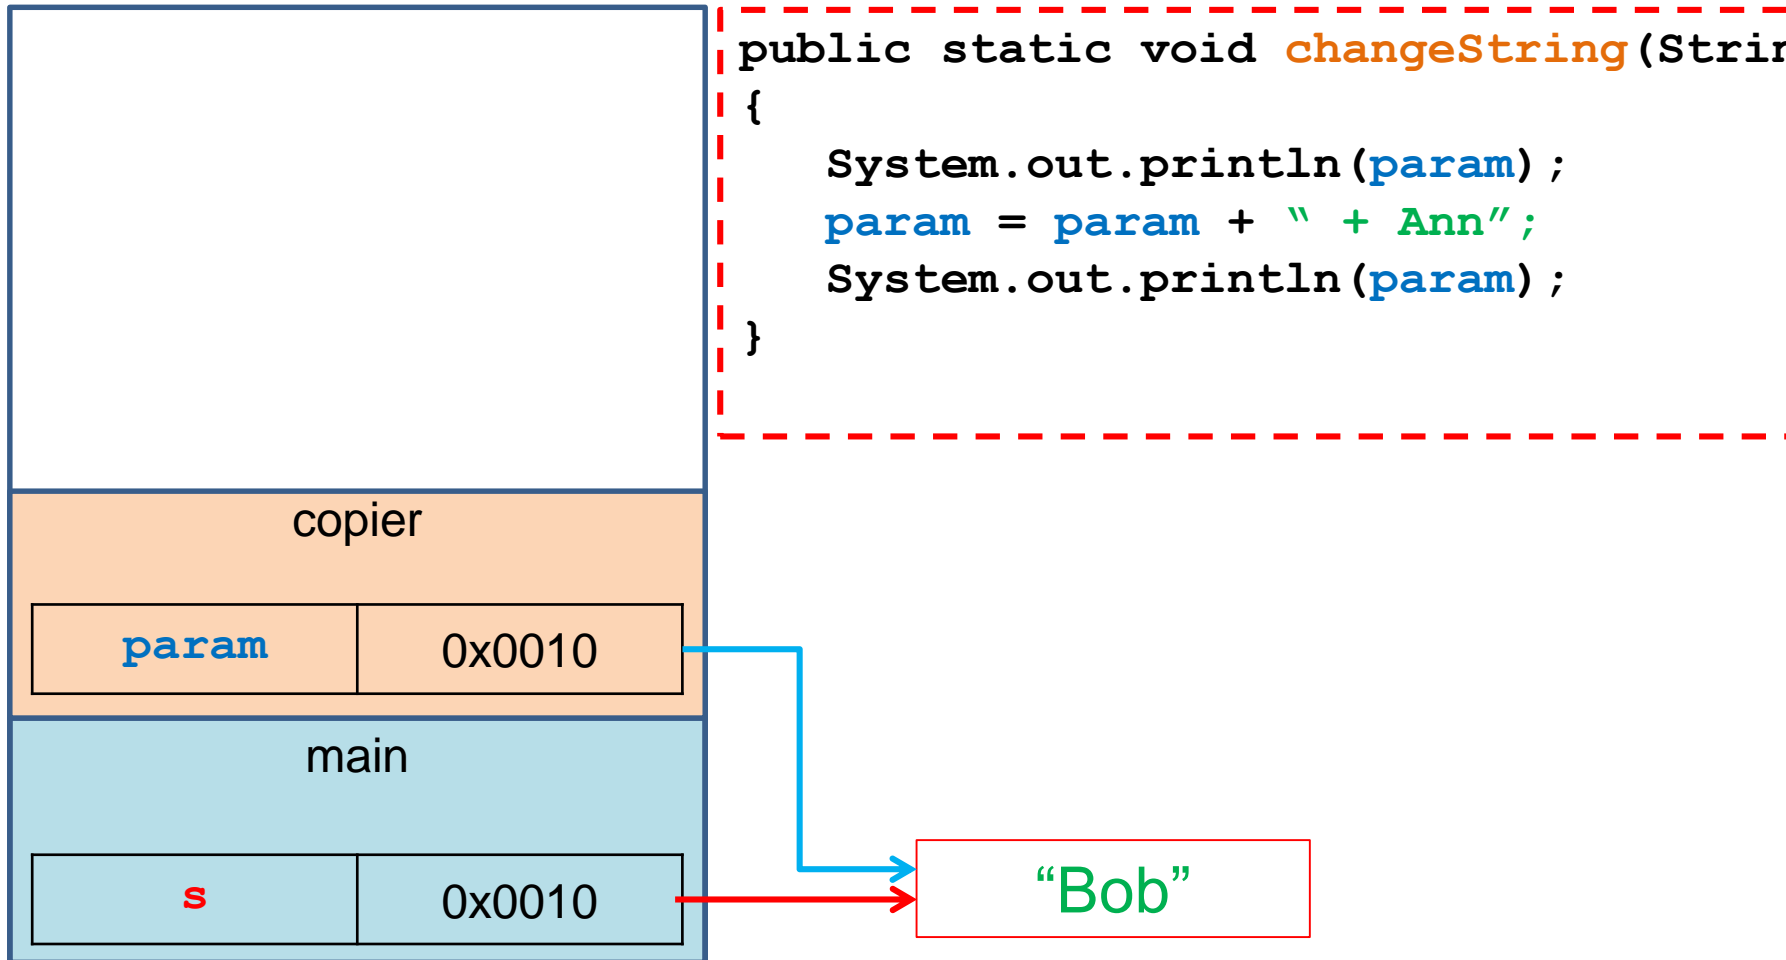 public static void changeString(Strin
{
System.out.println(param);
param = param + “ + Ann”;
System.out.println(param);
}
copier
param 0x0010
main
s 0x0010
“Bob”